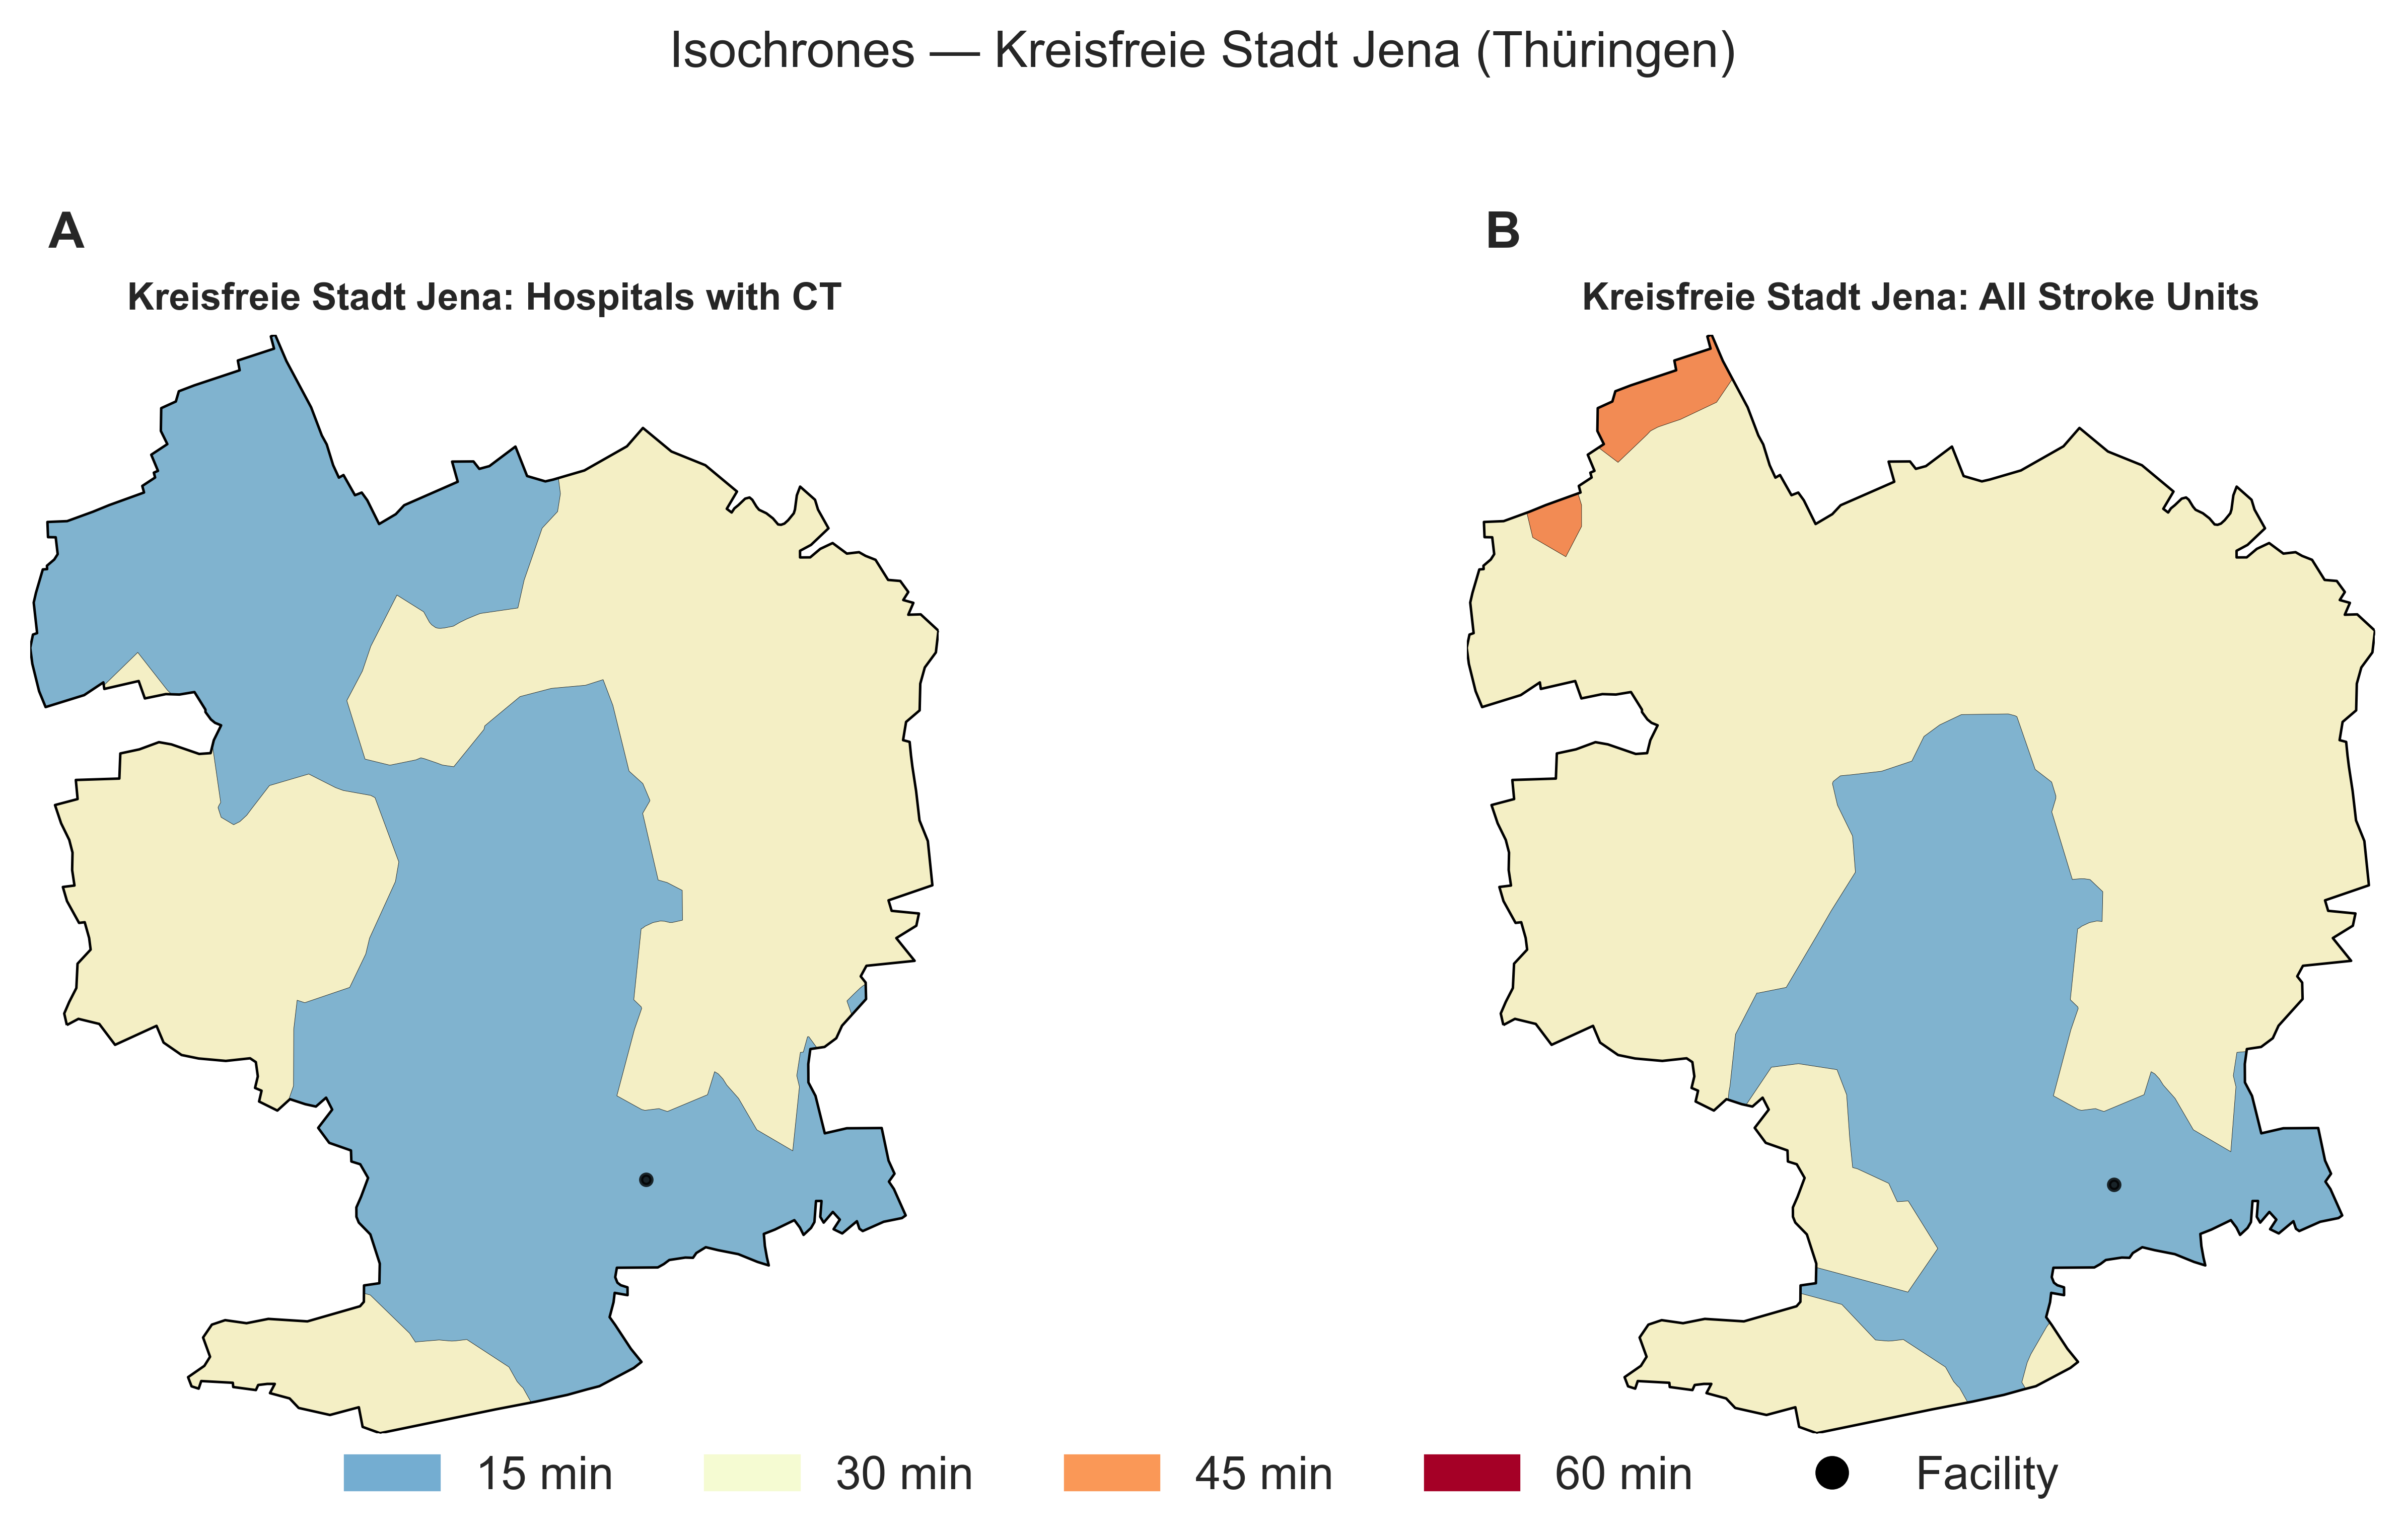 Isochrones — Kreisfreie Stadt Jena (Thüringen)
A
Kreisfreie Stadt Jena: Hospitals with CT
B
Kreisfreie Stadt Jena: All Stroke Units
15 min
30 min
45 min
60 min
Facility